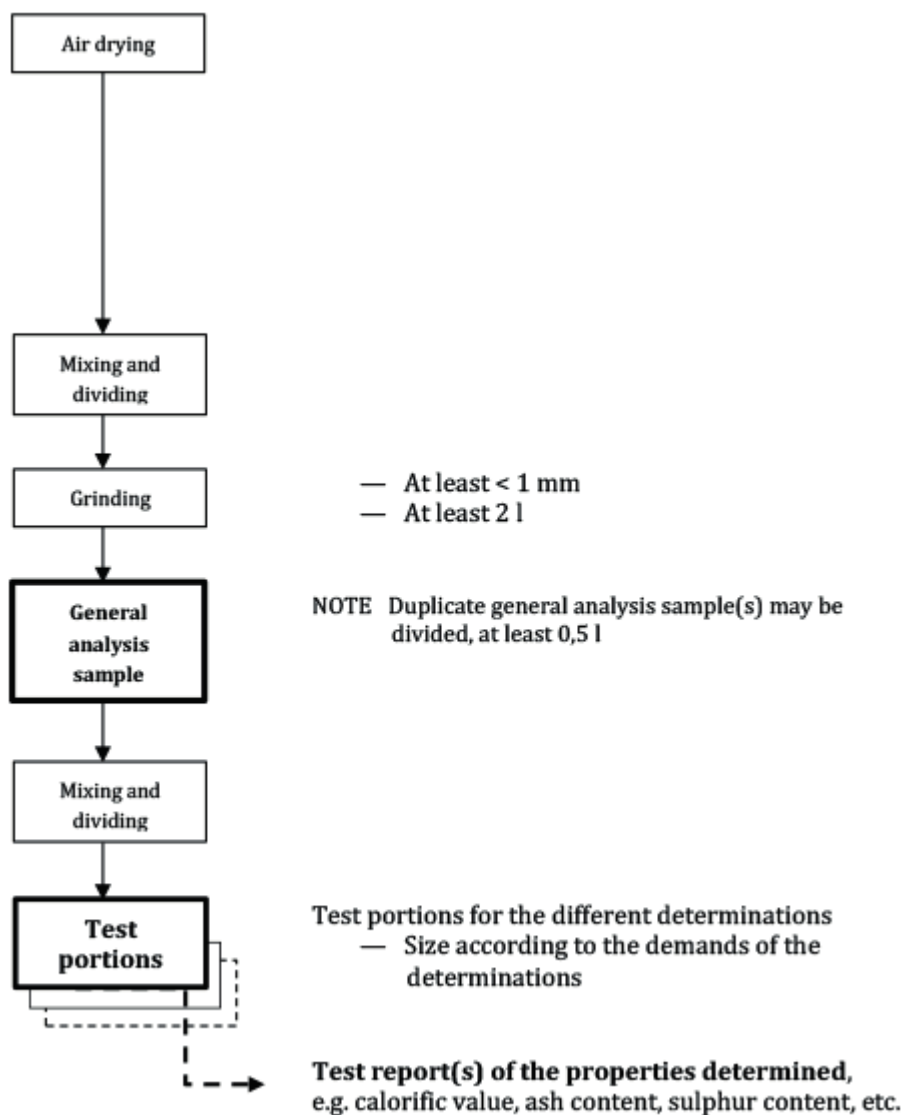 Air drying
Mixing and
dividing
Grinding
— At least < 1 mm
— At least 2 l
General
analysis
sample
NOTE Duplicate general analysis sample(s) may be
divided, at least 0,5 l
Mixing and
dividing
Test
portions
Test portions for the different determinations
— Size according to the demands of the
determinations
Test report(s) of the properties determined,
e.g. calorific value, ash content, sulphur content, etc.